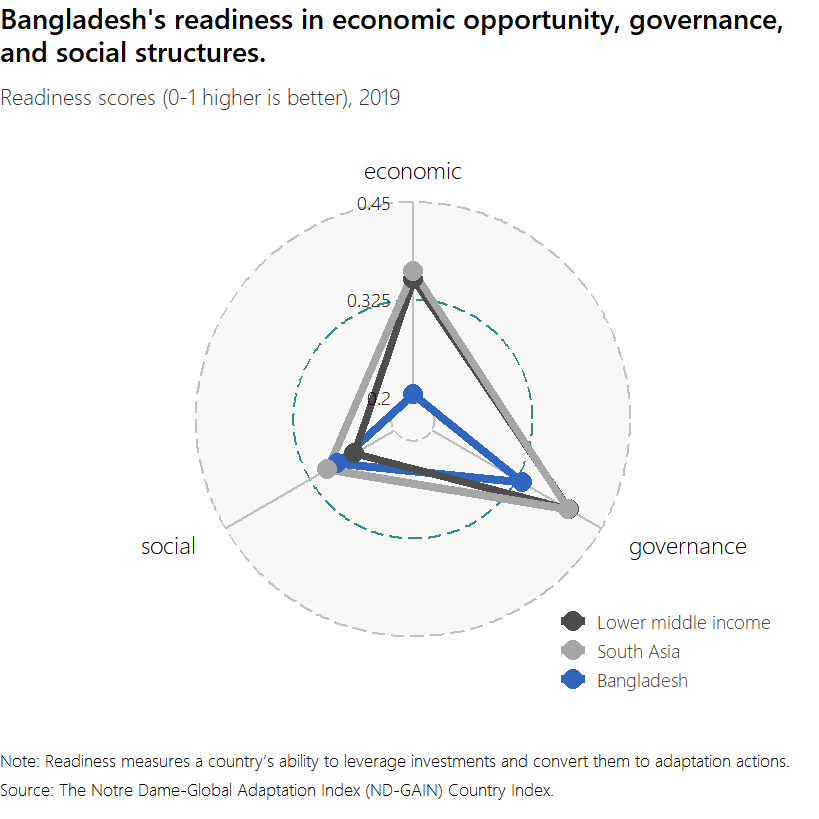 Bangladesh's readiness in economic opportunity, governance,
and social structures.
Readiness scores (0-1 higher is better), 2019
economic
0.45
0.325
0.2
social
governance
Lower middle income
South Asia
Bangladesh
Note: Readiness measures a country’s ability to leverage investments and convert them to adaptation actions.
Source: The Notre Dame-Global Adaptation Index (ND-GAIN) Country Index.